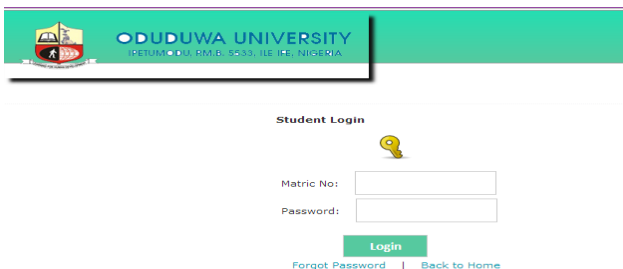 ODUDUWA UNIVERSITY
IPETUMODU, P.M.B. 5533, ILE IFE, NIGERIA
Student Login
Matric No:
Password:
Login
Forgot Password | Back to Home